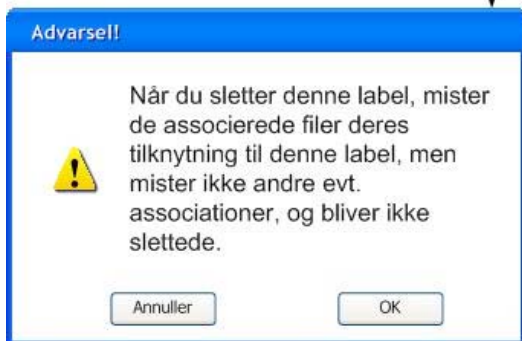 Advarsel!
Når du sletter denne label, mister
de associerede filer deres
tilknytning til denne label, men
mister ikke andre evt.
associationer, og bliver ikke
slettede.
Annuller OK